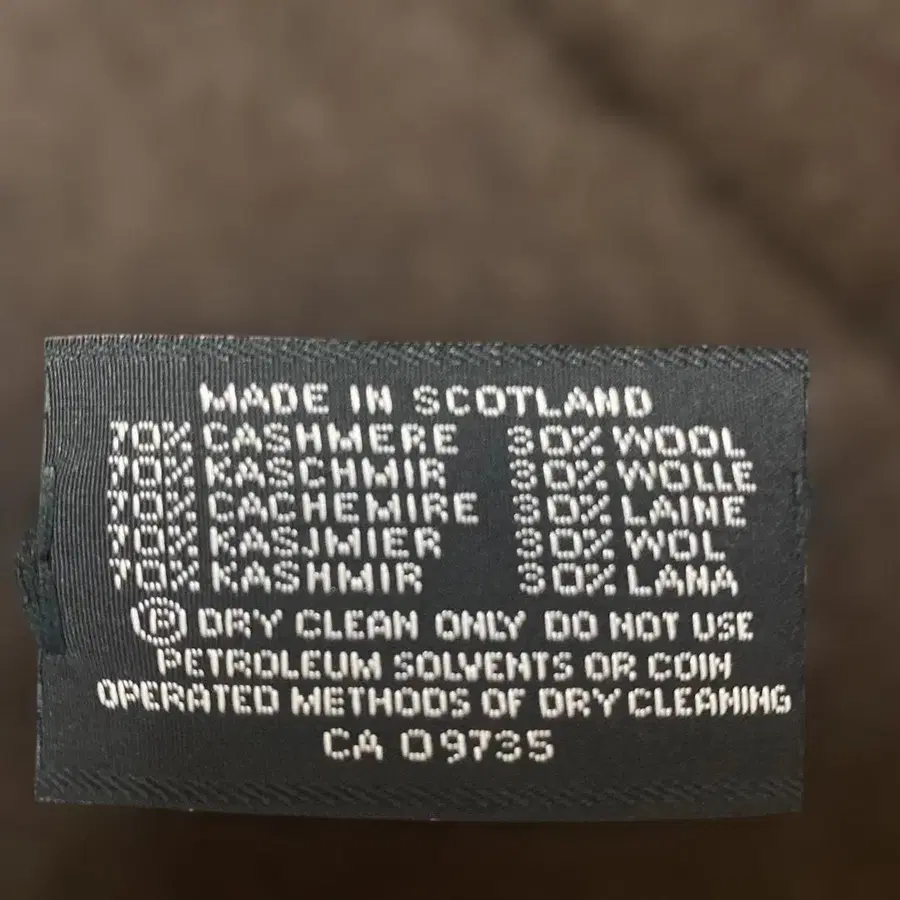 MADE IN SCOTLAND
70% CASHMERE 30% WOOL
70% KASCHMIR 30% WOLLE
70% CACHEMIRE 30% LAINE
70% KASJMIER 30% WOL
70% KASHMIR 30% LANA
Ⓟ DRY CLEAN ONLY DO NOT USE
PETROLEUM SOLVENTS OR COIN
OPERATED METHODS OF DRY CLEANING
CA 09735